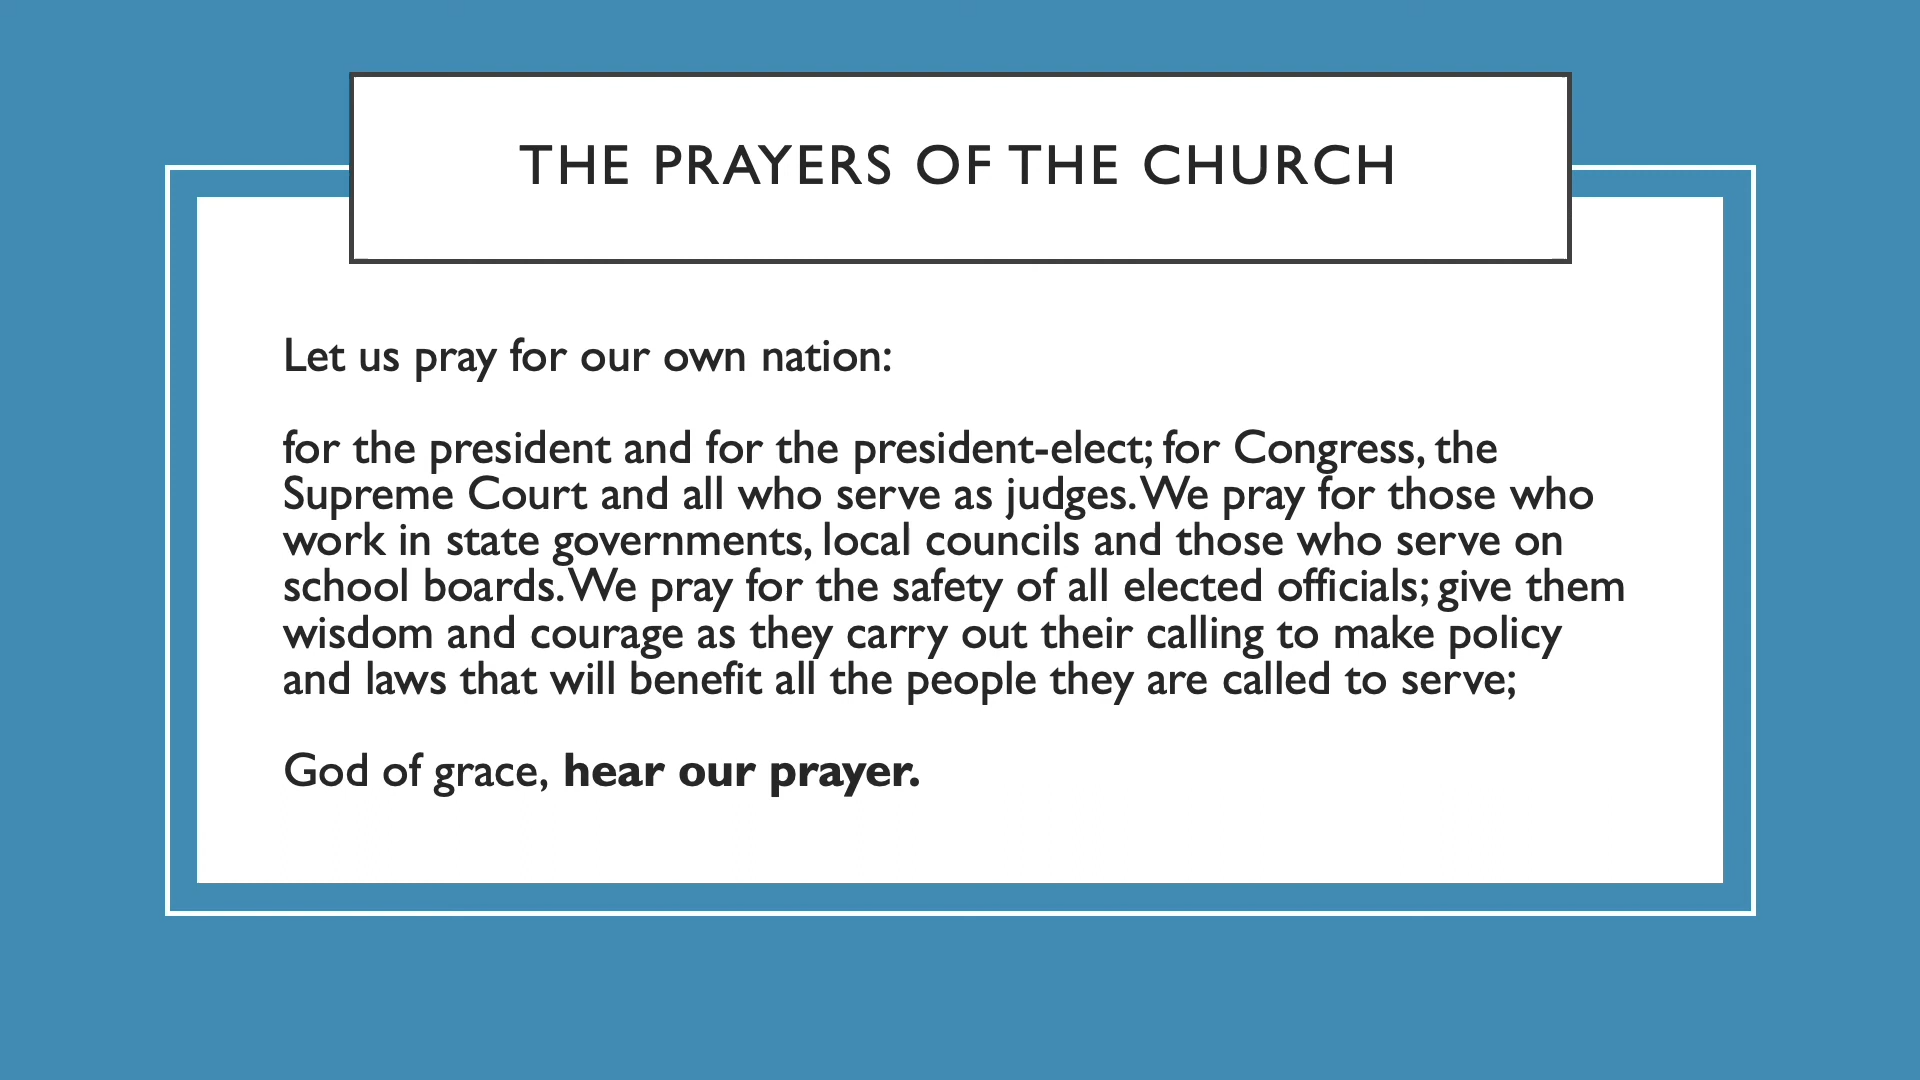 THE PRAYERS OF THE CHURCH
Let us pray for our own nation:
for the president and for the president-elect; for Congress, the
Supreme Court and all who serve as judges. We pray for those who
work in state governments, local councils and those who serve on
school boards. We pray for the safety of all elected officials; give them
wisdom and courage as they carry out their calling to make policy
and laws that will benefit all the people they are called to serve;
God of grace, hear our prayer.